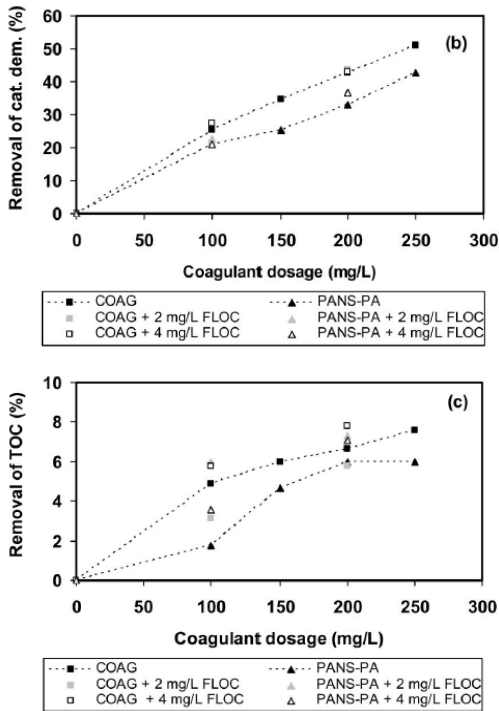 60
(b)
50
40
30
20
10
0
Removal of cat. dem. (%)
0 50 100 150 200 250 300
Coagulant dosage (mg/L)
COAG PANS-PA
COAG + 2 mg/L FLOC PANS-PA + 2 mg/L FLOC
COAG + 4 mg/L FLOC PANS-PA + 4 mg/L FLOC
10
(c)
8
6
4
2
0
Removal of TOC (%)
0 50 100 150 200 250 300
Coagulant dosage (mg/L)
COAG PANS-PA
COAG + 2 mg/L FLOC PANS-PA + 2 mg/L FLOC
COAG + 4 mg/L FLOC PANS-PA + 4 mg/L FLOC